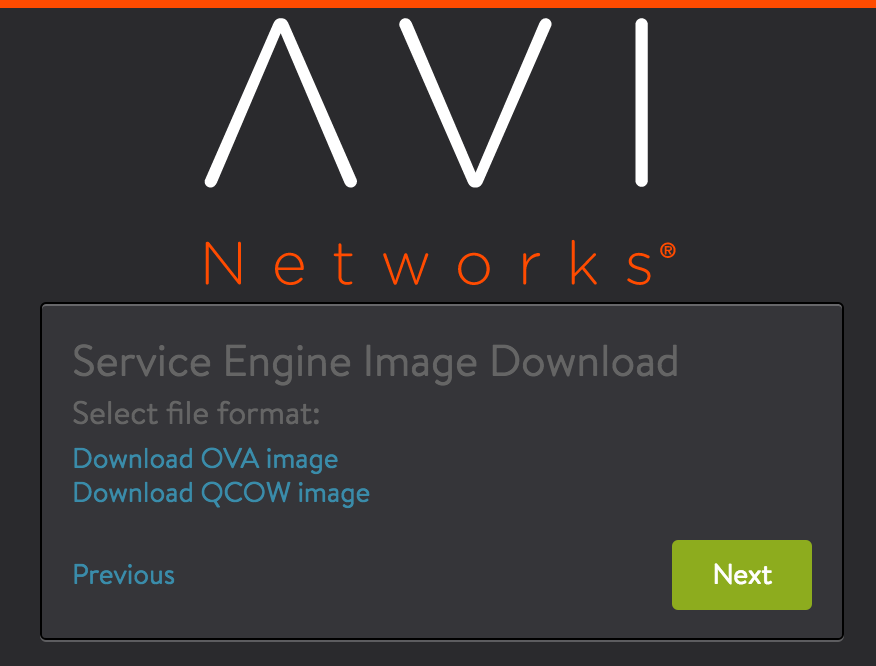 AVI
Networks®
Service Engine Image Download
Select file format:
Download OVA image
Download QCOW image
Previous
Next